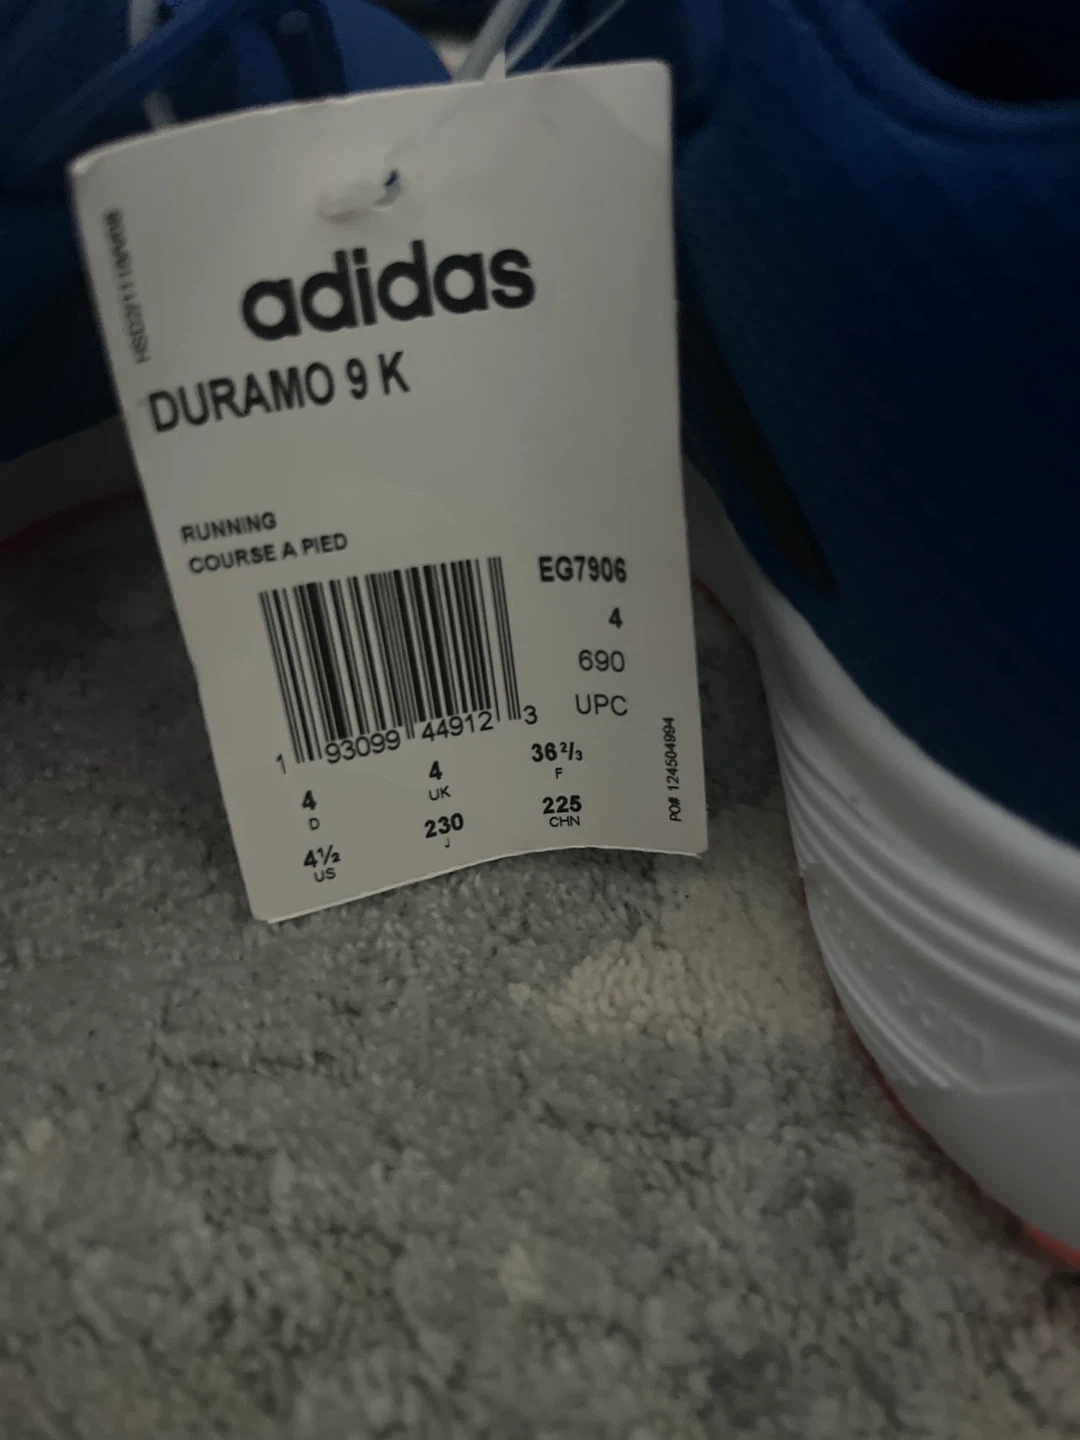 adidas
DURAMO 9 K
RUNNING
COURSE A PIED
EG7906
4
690
UPC
1 93099 44912 3
4
D
4
UK
36 2/3
F
4½
US
230
J
225
CHN
PO# 124504994